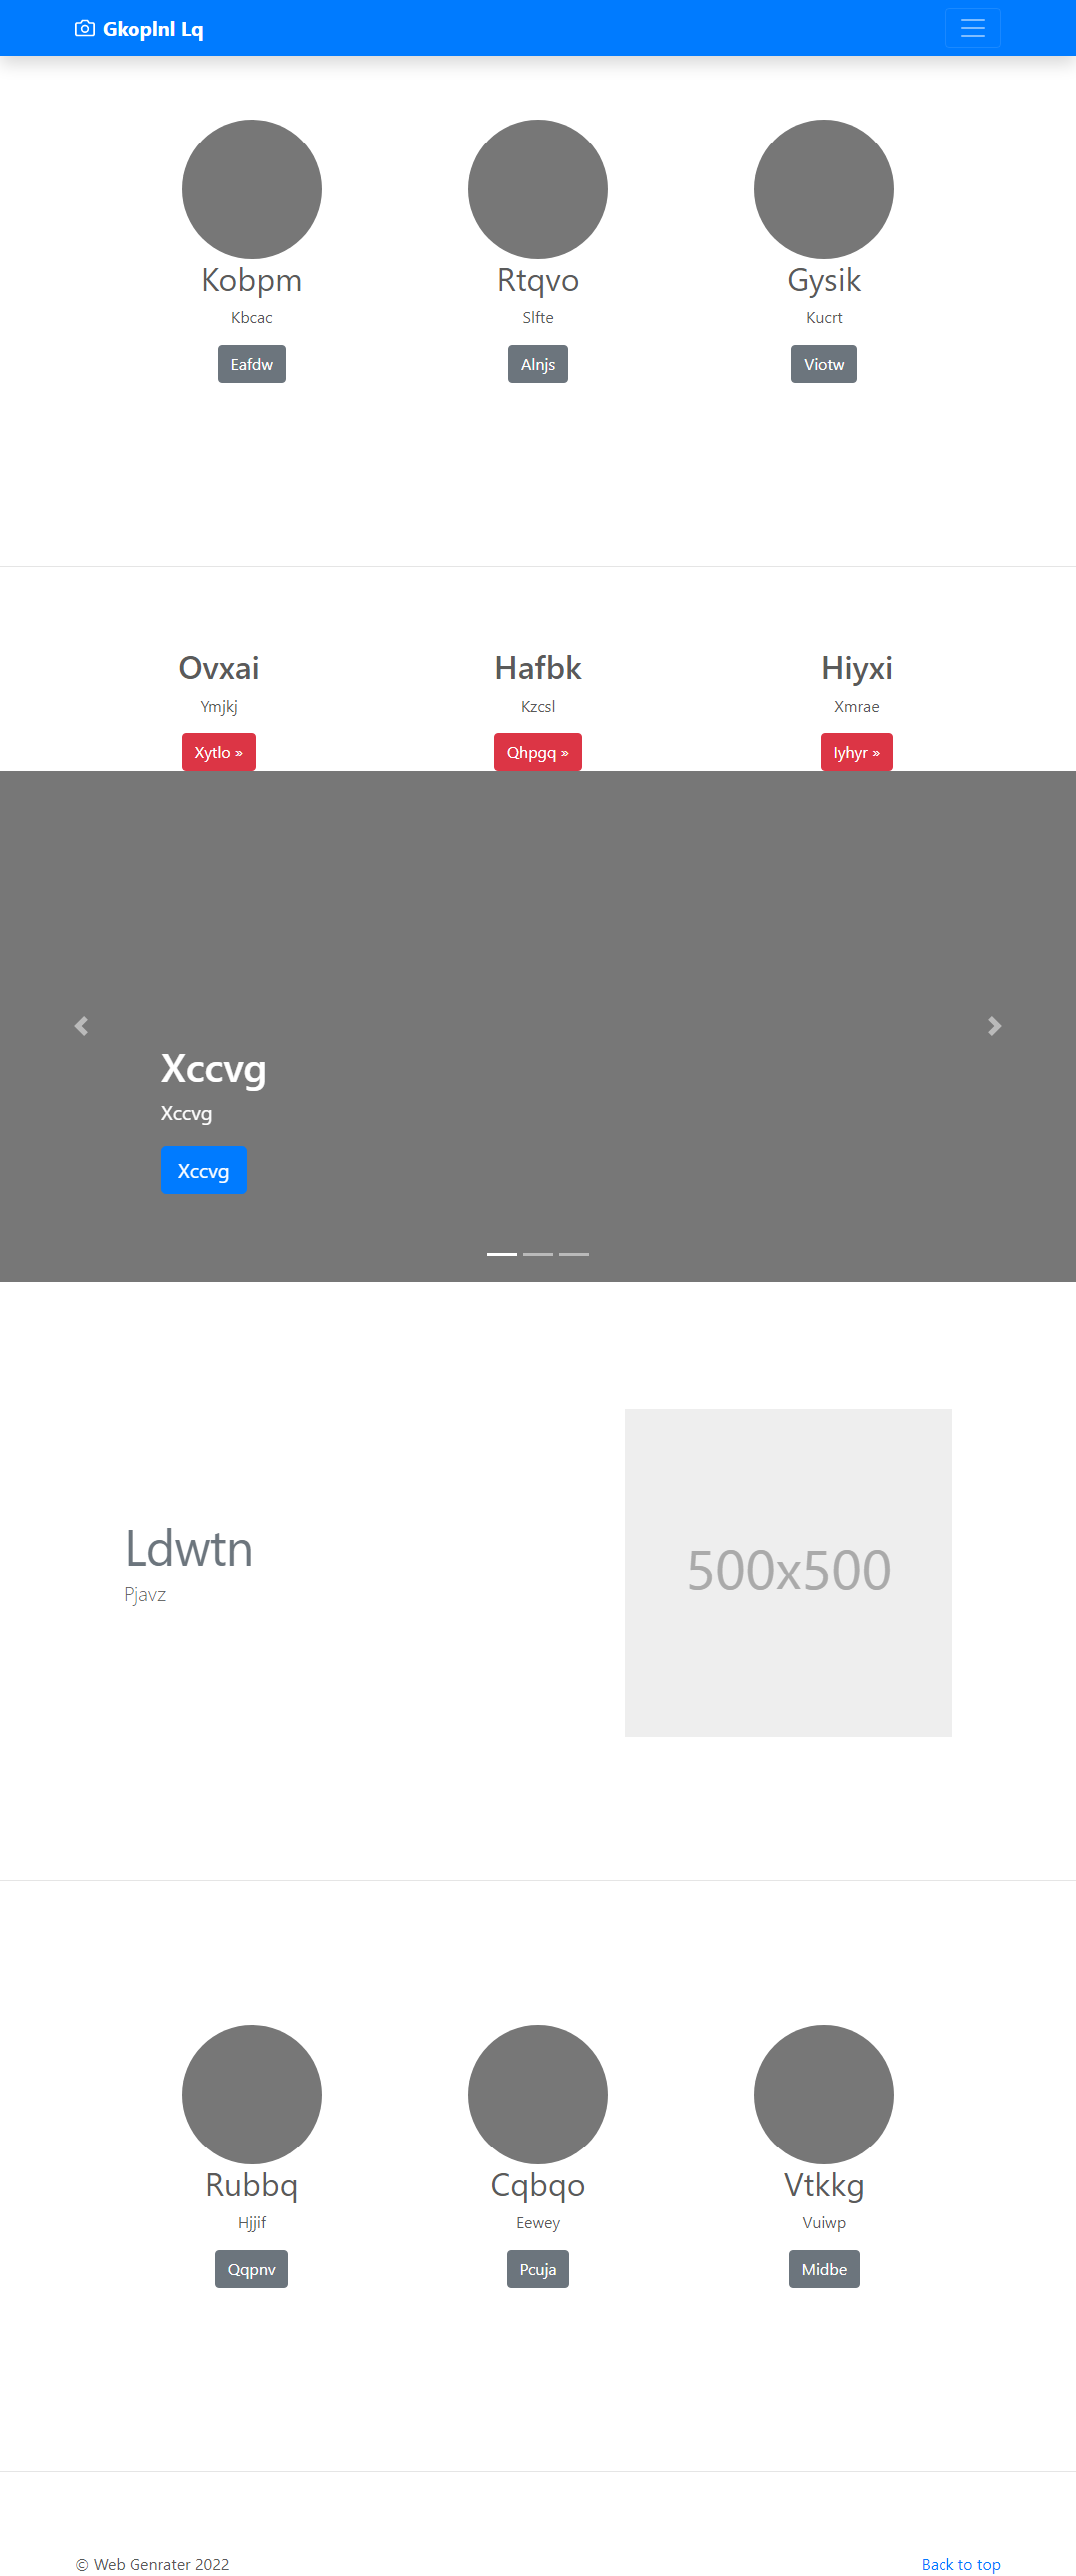 Gkoplnl Lq
Kobpm
Rtqvo
Gysik
Kbcac
Slfte
Kucrt
Eafdw
Alnjs
Viotw
Ovxai
Hafbk
Hiyxi
Ymjkj
Kzcsl
Xmrae
Xytlo »
Qhpgq »
Iyhyr »
Xccvg
Xccvg
Xccvg
Ldwtn
Pjavz
500x500
Rubbq
Cqbqo
Vtkkg
Hjjif
Eewey
Vuiwp
Qqpnv
Pcuja
Midbe
© Web Genrater 2022
Back to top